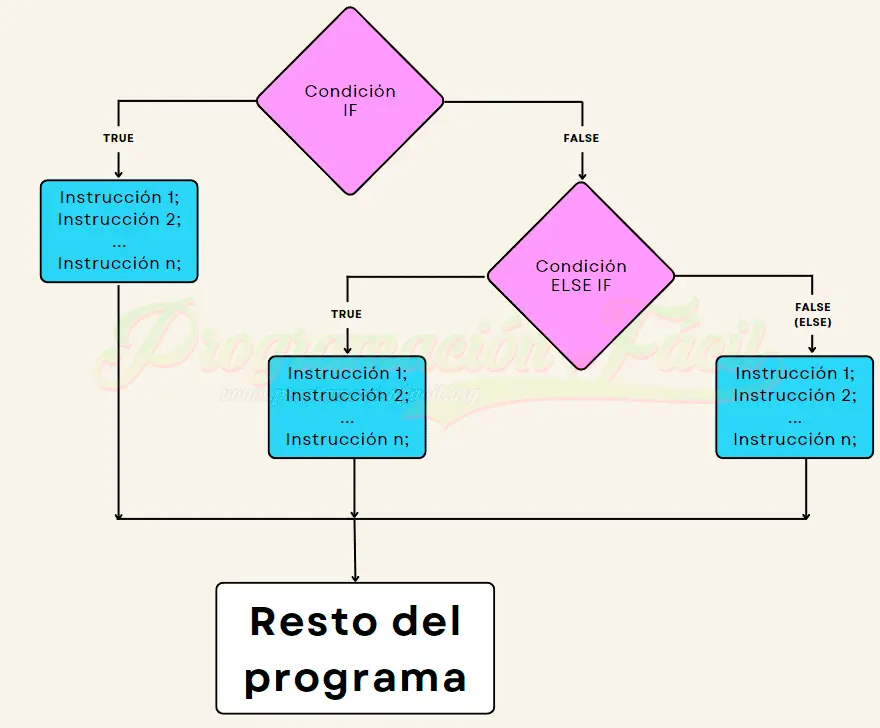 Condición
IF
TRUE
FALSE
Instrucción 1;
Instrucción 2;
...
Instrucción n;
Condición
ELSE IF
TRUE
FALSE
(ELSE)
Programación Fácil
Instrucción 1;
Instrucción 2;
...
Instrucción n;
Instrucción 1;
Instrucción 2;
...
Instrucción n;
Resto del
programa